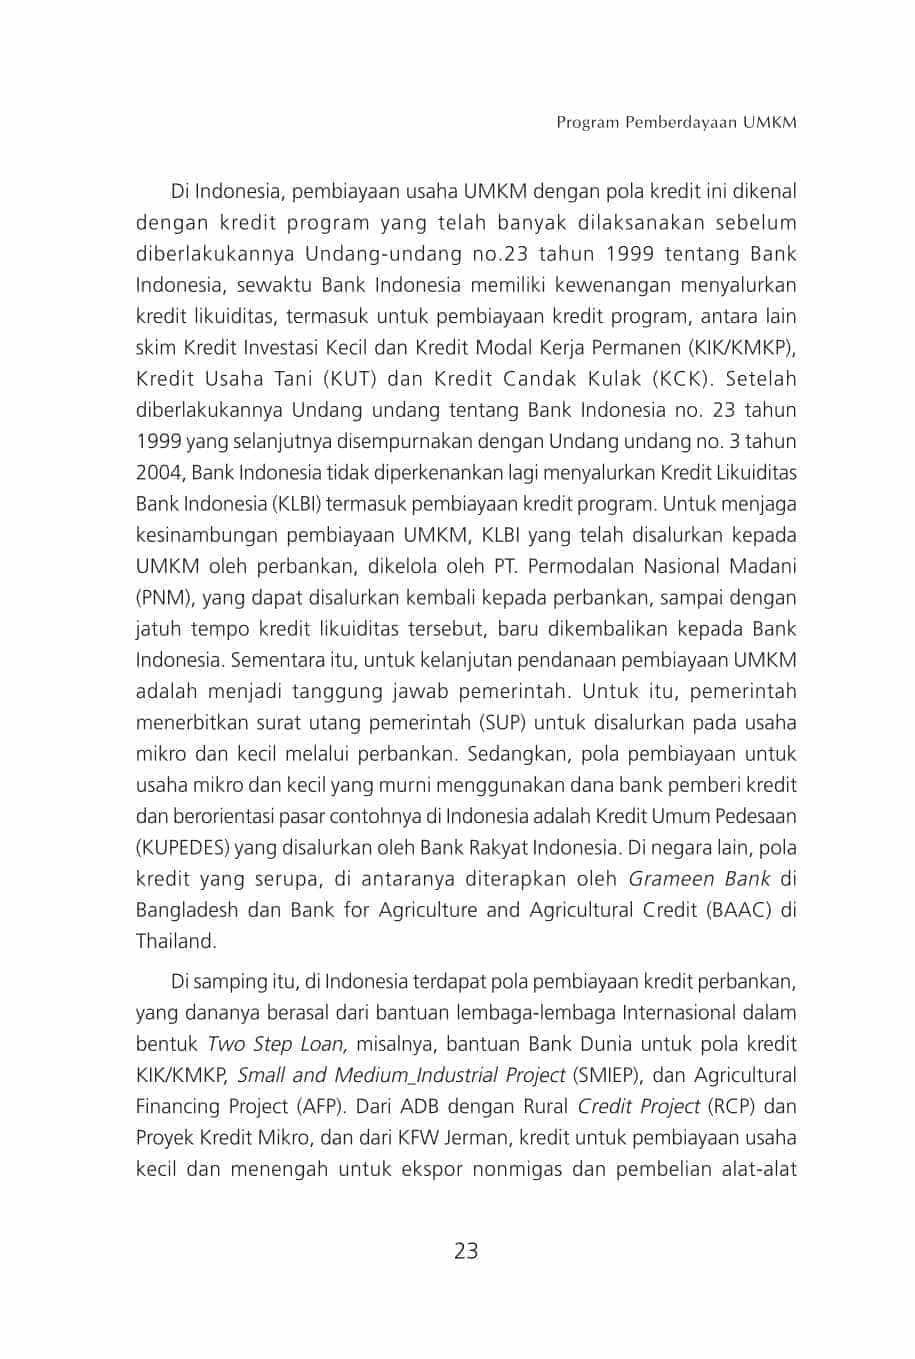 Program Pemberdayaan UMKM
Di Indonesia, pembiayaan usaha UMKM dengan pola kredit ini dikenal
dengan kredit program yang telah banyak dilaksanakan sebelum
diberlakukannya Undang-undang no.23 tahun 1999 tentang Bank
Indonesia, sewaktu Bank Indonesia memiliki kewenangan menyalurkan
kredit likuiditas, termasuk untuk pembiayaan kredit program, antara lain
skim Kredit Investasi Kecil dan Kredit Modal Kerja Permanen (KIK/KMKP),
Kredit Usaha Tani (KUT) dan Kredit Candak Kulak (KCK). Setelah
diberlakukannya Undang undang tentang Bank Indonesia no. 23 tahun
1999 yang selanjutnya disempurnakan dengan Undang undang no. 3 tahun
2004, Bank Indonesia tidak diperkenankan lagi menyalurkan Kredit Likuiditas
Bank Indonesia (KLBI) termasuk pembiayaan kredit program. Untuk menjaga
kesinambungan pembiayaan UMKM, KLBI yang telah disalurkan kepada
UMKM oleh perbankan, dikelola oleh PT. Permodalan Nasional Madani
(PNM), yang dapat disalurkan kembali kepada perbankan, sampai dengan
jatuh tempo kredit likuiditas tersebut, baru dikembalikan kepada Bank
Indonesia. Sementara itu, untuk kelanjutan pendanaan pembiayaan UMKM
adalah menjadi tanggung jawab pemerintah. Untuk itu, pemerintah
menerbitkan surat utang pemerintah (SUP) untuk disalurkan pada usaha
mikro dan kecil melalui perbankan. Sedangkan, pola pembiayaan untuk
usaha mikro dan kecil yang murni menggunakan dana bank pemberi kredit
dan berorientasi pasar contohnya di Indonesia adalah Kredit Umum Pedesaan
(KUPEDES) yang disalurkan oleh Bank Rakyat Indonesia. Di negara lain, pola
kredit yang serupa, di antaranya diterapkan oleh Grameen Bank di
Bangladesh dan Bank for Agriculture and Agricultural Credit (BAAC) di
Thailand.
Di samping itu, di Indonesia terdapat pola pembiayaan kredit perbankan,
yang dananya berasal dari bantuan lembaga-lembaga Internasional dalam
bentuk Two Step Loan, misalnya, bantuan Bank Dunia untuk pola kredit
KIK/KMKP, Small and Medium_Industrial Project (SMIEP), dan Agricultural
Financing Project (AFP). Dari ADB dengan Rural Credit Project (RCP) dan
Proyek Kredit Mikro, dan dari KFW Jerman, kredit untuk pembiayaan usaha
kecil dan menengah untuk ekspor nonmigas dan pembelian alat-alat
23